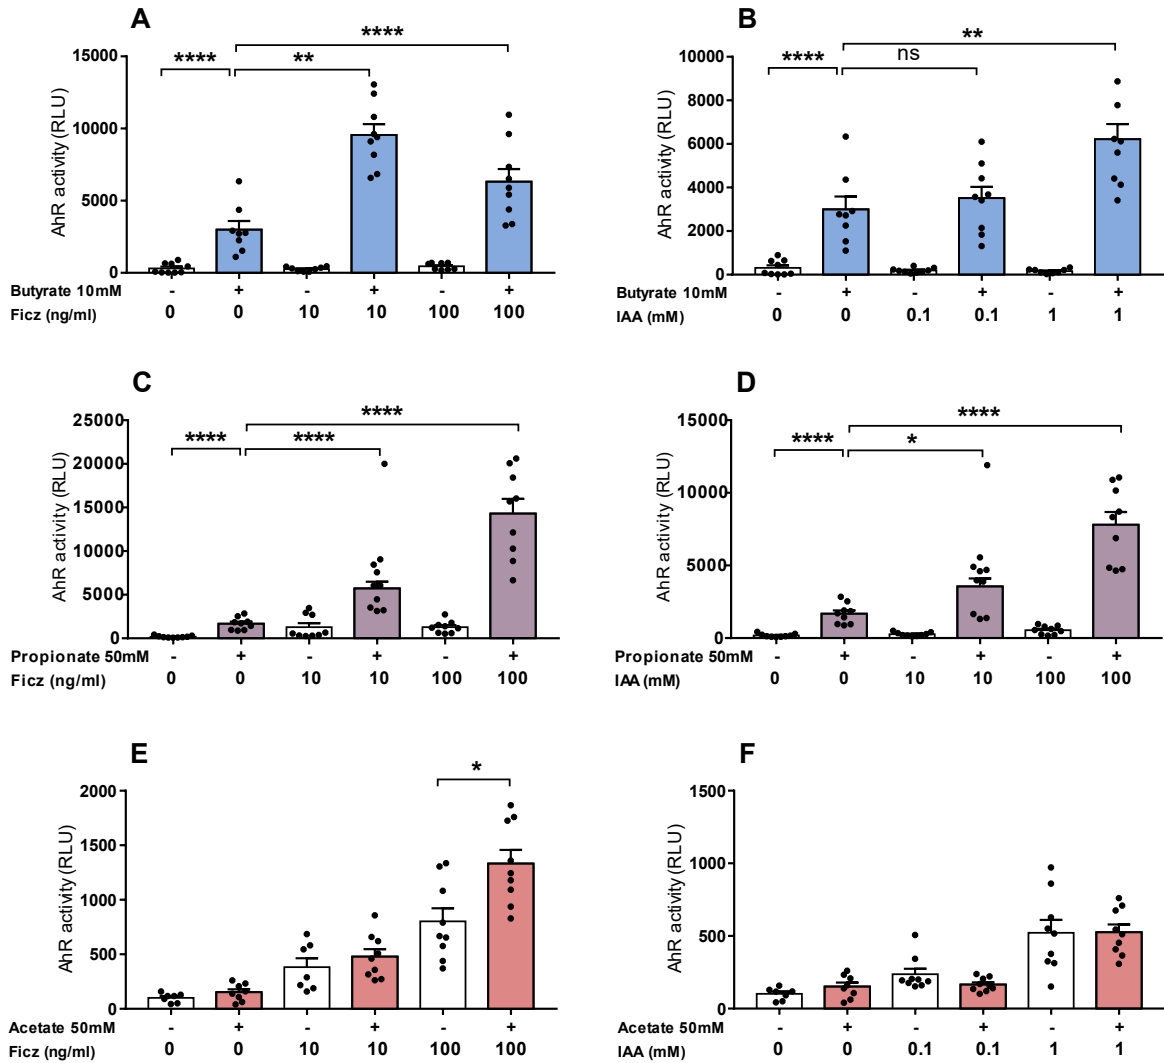 A
****
**** **
15000
10000
5000
0
AhR activity (RLU)
Butyrate 10mM - + - + - +
Ficz (ng/ml) 0 0 10 10 100 100
B
**
**** ns
10000
8000
6000
4000
2000
0
AhR activity (RLU)
Butyrate 10mM - + - + - +
IAA (mM) 0 0 0.1 0.1 1 1
C
****
**** ****
25000
20000
15000
10000
5000
0
AhR activity (RLU)
Propionate 50mM - + - + - +
Ficz (ng/ml) 0 0 10 10 100 100
D
****
**** *
15000
10000
5000
0
AhR activity (RLU)
Propionate 50mM - + - + - +
IAA (mM) 0 0 10 10 100 100
E
*
2000
1500
1000
500
0
AhR activity (RLU)
Acetate 50mM - + - + - +
Ficz (ng/ml) 0 0 10 10 100 100
F
1500
1000
500
0
AhR activity (RLU)
Acetate 50mM - + - + - +
IAA (mM) 0 0 0.1 0.1 1 1